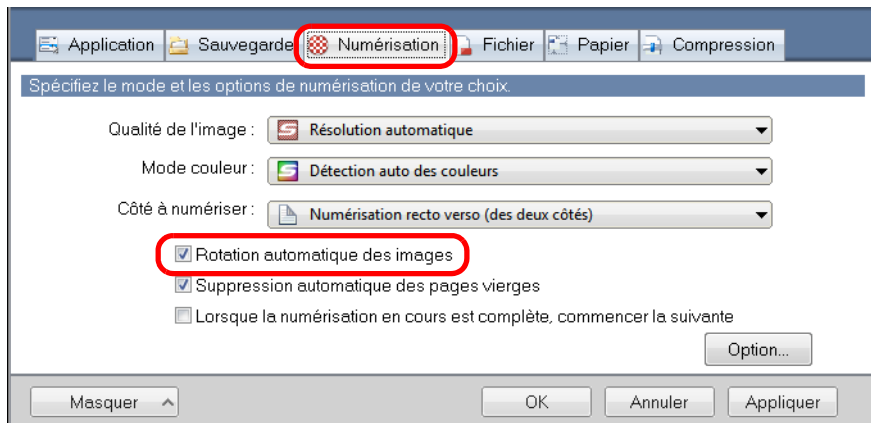 Application Sauvegarde Numérisation Fichier Papier Compression
Spécifiez le mode et les options de numérisation de votre choix.
Qualité de l'image : Résolution automatique
Mode couleur : Détection auto des couleurs
Côté à numériser : Numérisation recto verso (des deux côtés)
Rotation automatique des images
Suppression automatique des pages vierges
Lorsque la numérisation en cours est complète, commencer la suivante
Option...
Masquer OK Annuler Appliquer